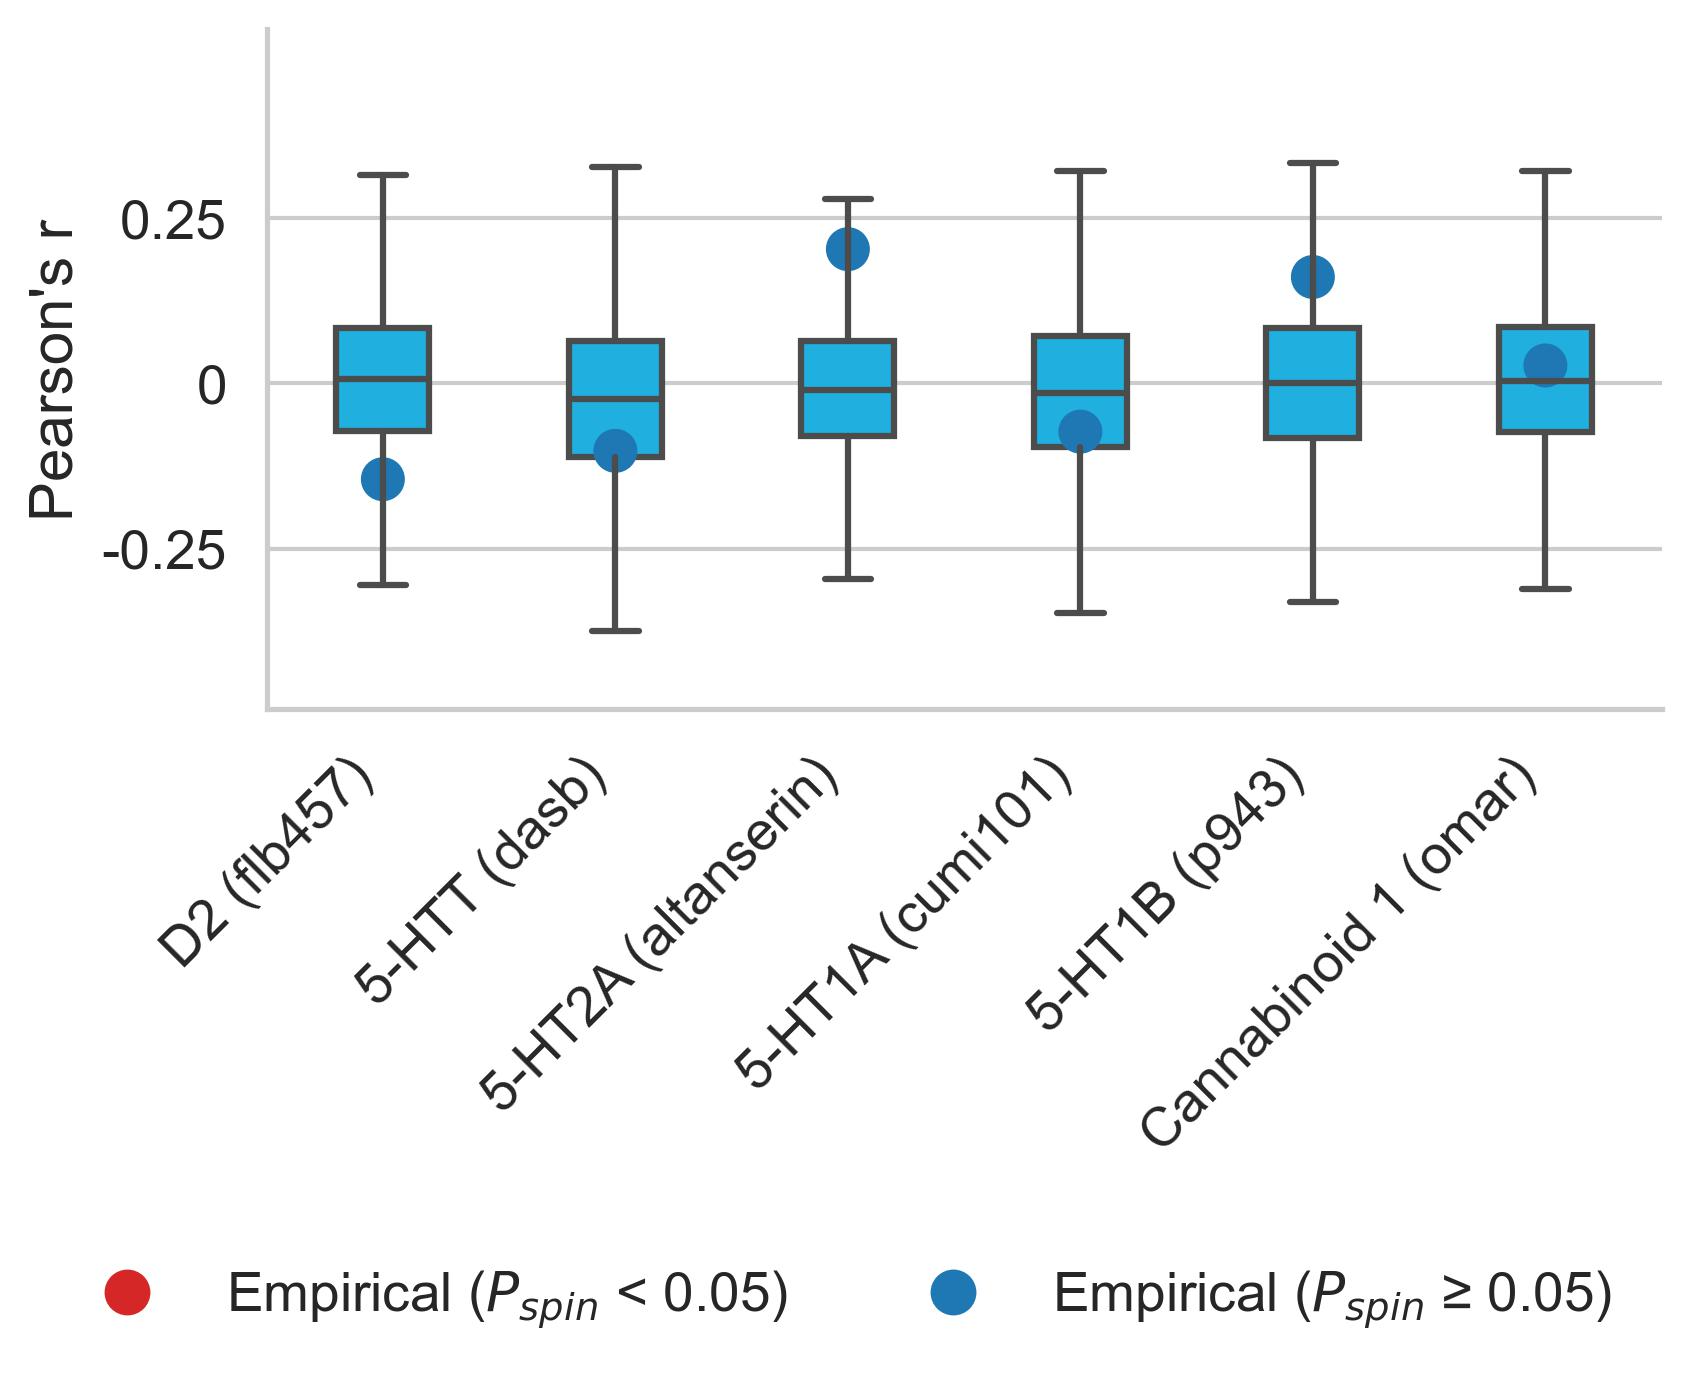 Pearson's r
0.25
0
-0.25
D2 (flb457)
5-HTT (dasb)
5-HT2A (altanserin)
5-HT1A (cumi101)
5-HT1B (p943)
Cannabinoid 1 (omar)
Empirical (Pspin < 0.05)
Empirical (Pspin ≥ 0.05)